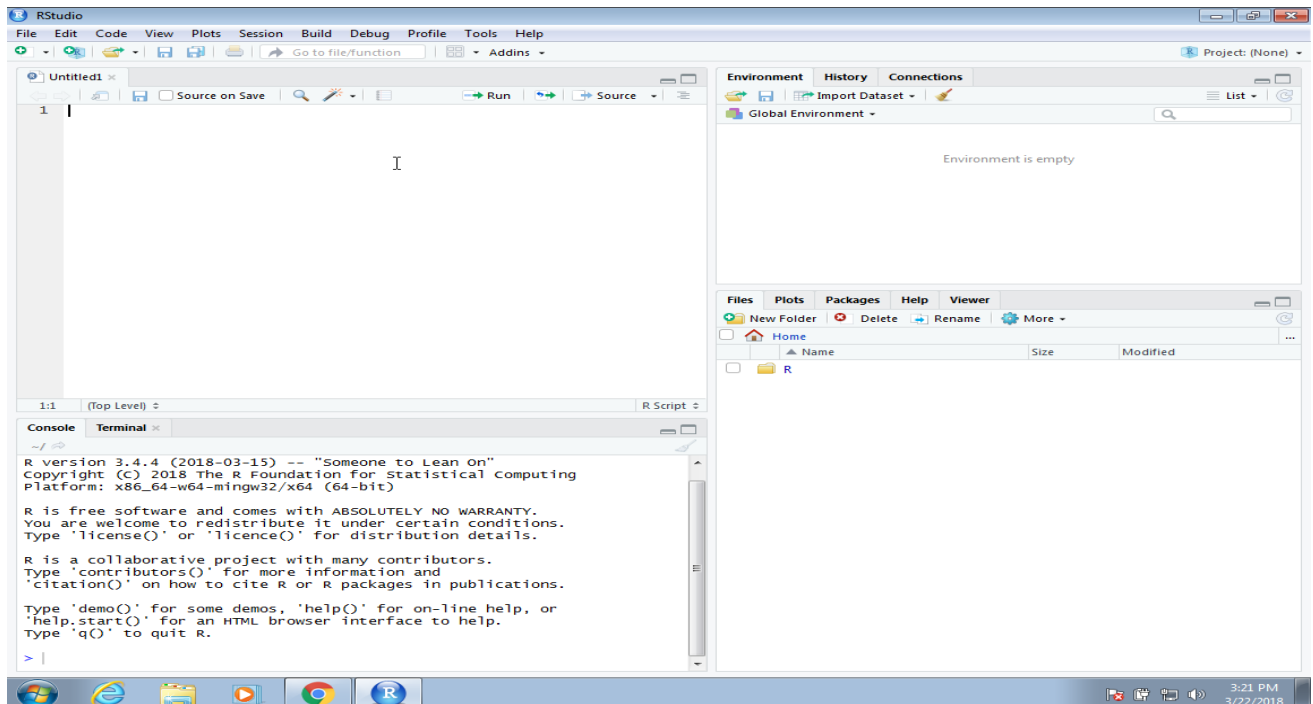 RStudio
File Edit Code View Plots Session Build Debug Profile Tools Help
Go to file/function Addins Project: (None)
Untitled1
Source on Save Run Source
1
1:1 (Top Level) R Script
Console Terminal
~/
R version 3.4.4 (2018-03-15) -- "Someone to Lean On"
Copyright (C) 2018 The R Foundation for Statistical Computing
Platform: x86_64-w64-mingw32/x64 (64-bit)
R is free software and comes with ABSOLUTELY NO WARRANTY.
You are welcome to redistribute it under certain conditions.
Type 'license()' or 'licence()' for distribution details.
R is a collaborative project with many contributors.
Type 'contributors()' for more information and
'citation()' on how to cite R or R packages in publications.
Type 'demo()' for some demos, 'help()' for on-line help, or
'help.start()' for an HTML browser interface to help.
Type 'q()' to quit R.
>
Environment History Connections
Import Dataset List
Global Environment
Environment is empty
Files Plots Packages Help Viewer
New Folder Delete Rename More
Home ...
Name Size Modified
R
3:21 PM
3/22/2018